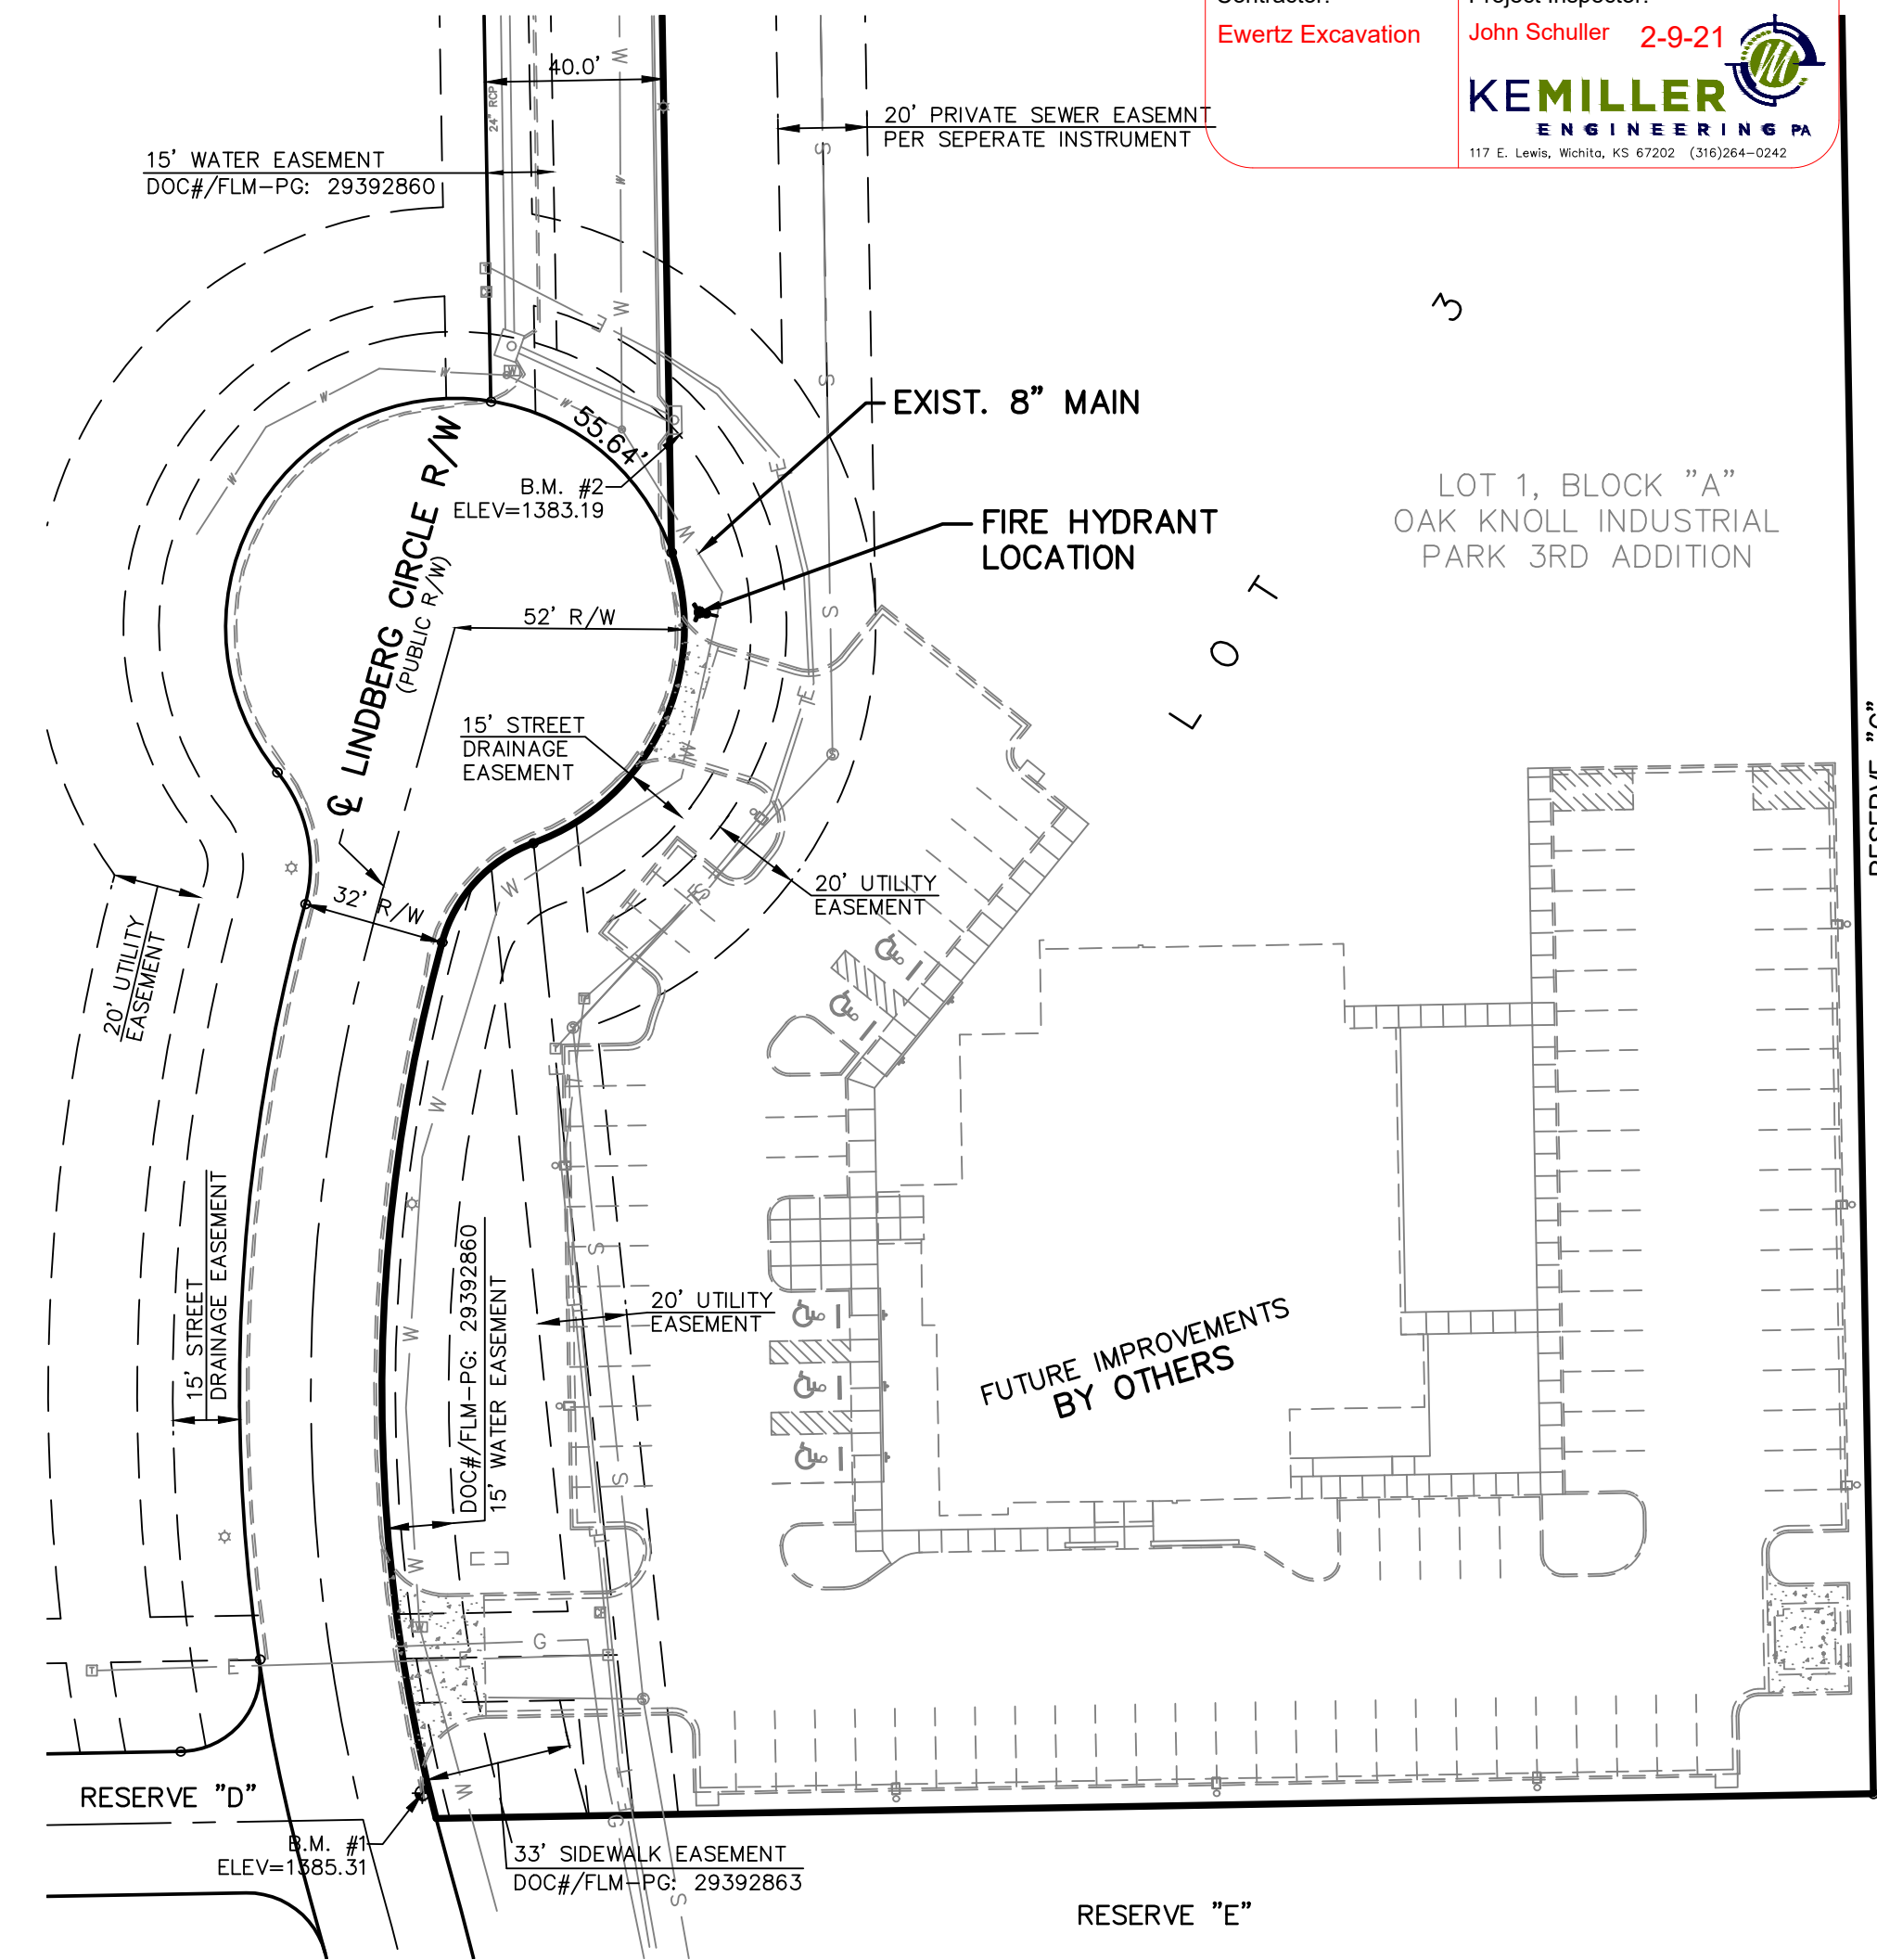 Contractor:
Ewertz Excavation
Project Inspector:
John Schuller 2-9-21
KEMILLER
ENGINEERING PA
117 E. Lewis, Wichita, KS 67202 (316)264-0242
40.0'
24" RCP
20' PRIVATE SEWER EASEMNT
PER SEPERATE INSTRUMENT
15' WATER EASEMENT
DOC#/FLM-PG: 29392860
3
EXIST. 8" MAIN
55.64'
B.M. #2
ELEV=1383.19
LOT 1, BLOCK "A"
OAK KNOLL INDUSTRIAL
PARK 3RD ADDITION
FIRE HYDRANT
LOCATION
LOT
52' R/W
℄ LINDBERG CIRCLE R/W
(PUBLIC R/W)
15' STREET
DRAINAGE
EASEMENT
20' UTILITY
EASEMENT
32' R/W
20' UTILITY
EASEMENT
15' STREET
DRAINAGE EASEMENT
DOC#/FLM-PG: 29392860
15' WATER EASEMENT
20' UTILITY
EASEMENT
FUTURE IMPROVEMENTS
BY OTHERS
RESERVE "D"
B.M. #1
ELEV=1385.31
33' SIDEWALK EASEMENT
DOC#/FLM-PG: 29392863
RESERVE "E"